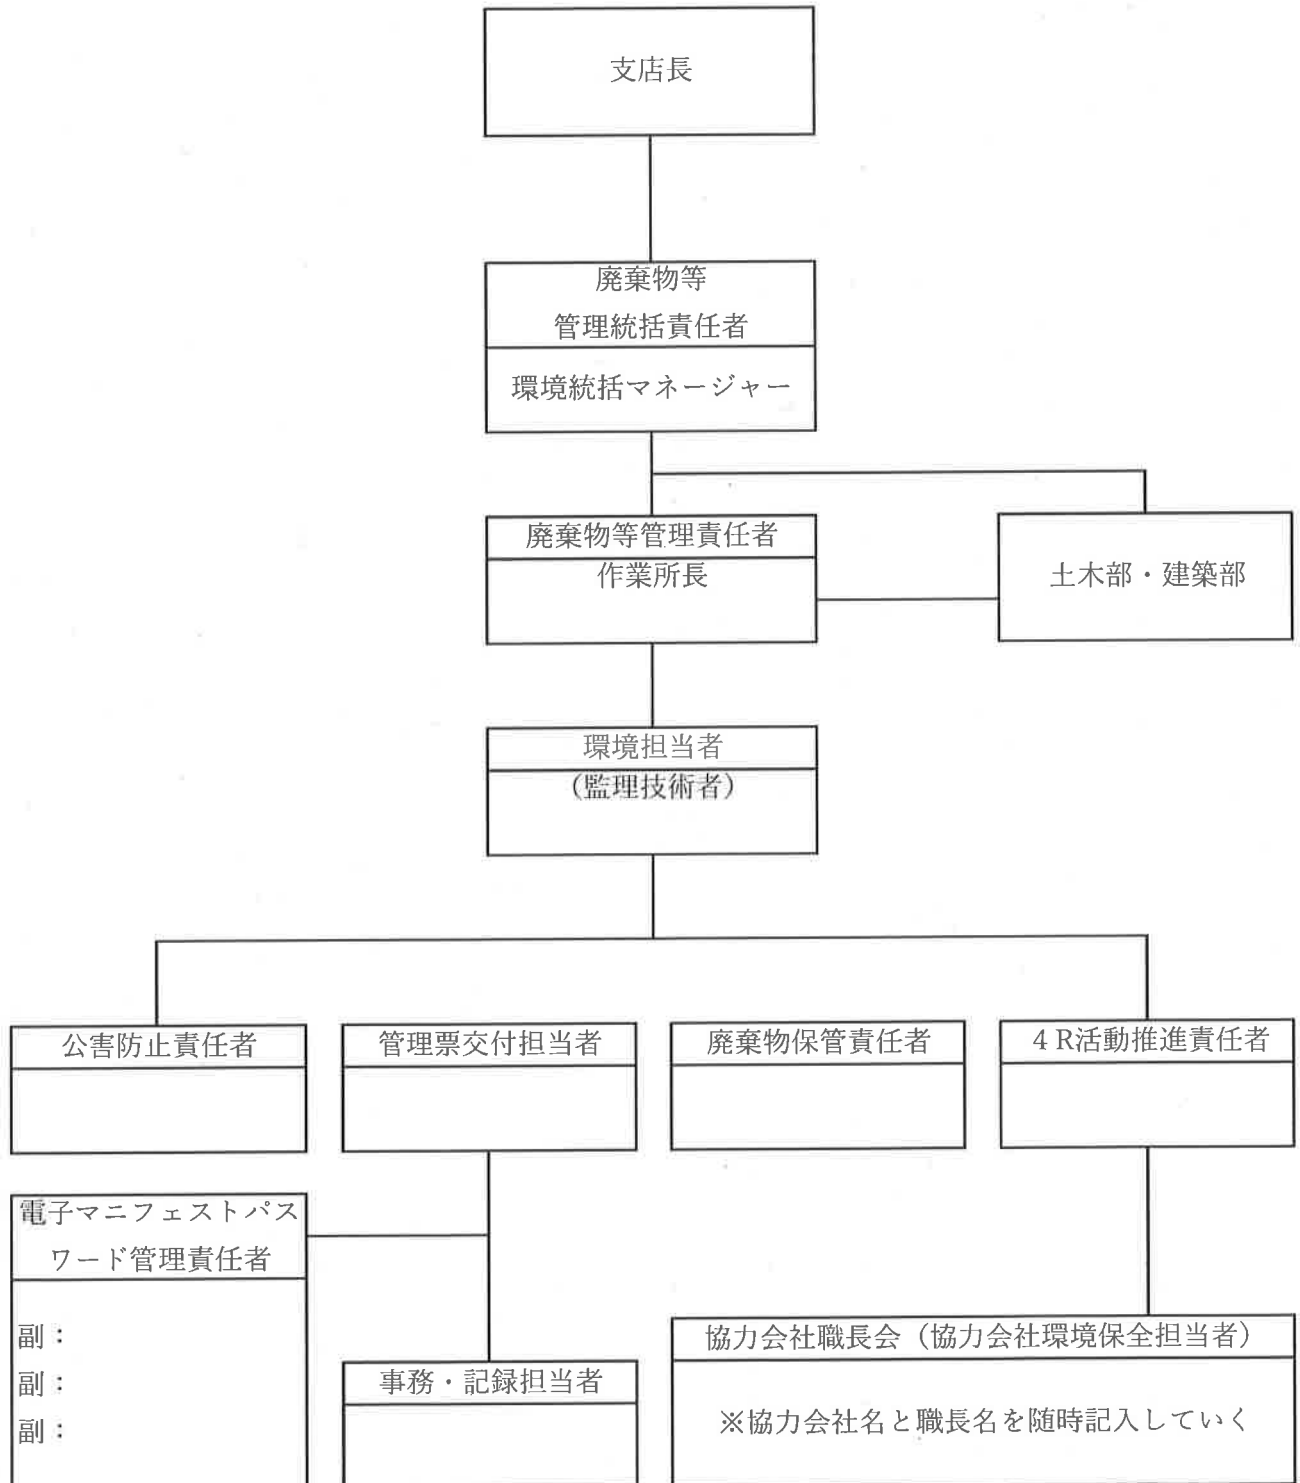 支店長
廃棄物等
管理統括責任者
環境統括マネージャー
廃棄物等管理責任者
作業所長
土木部・建築部
環境担当者
（監理技術者）
公害防止責任者
管理票交付担当者
廃棄物保管責任者
４R活動推進責任者
電子マニフェストパス
ワード管理責任者
副：
副：
副：
事務・記録担当者
協力会社職長会（協力会社環境保全担当者）
※協力会社名と職長名を随時記入していく